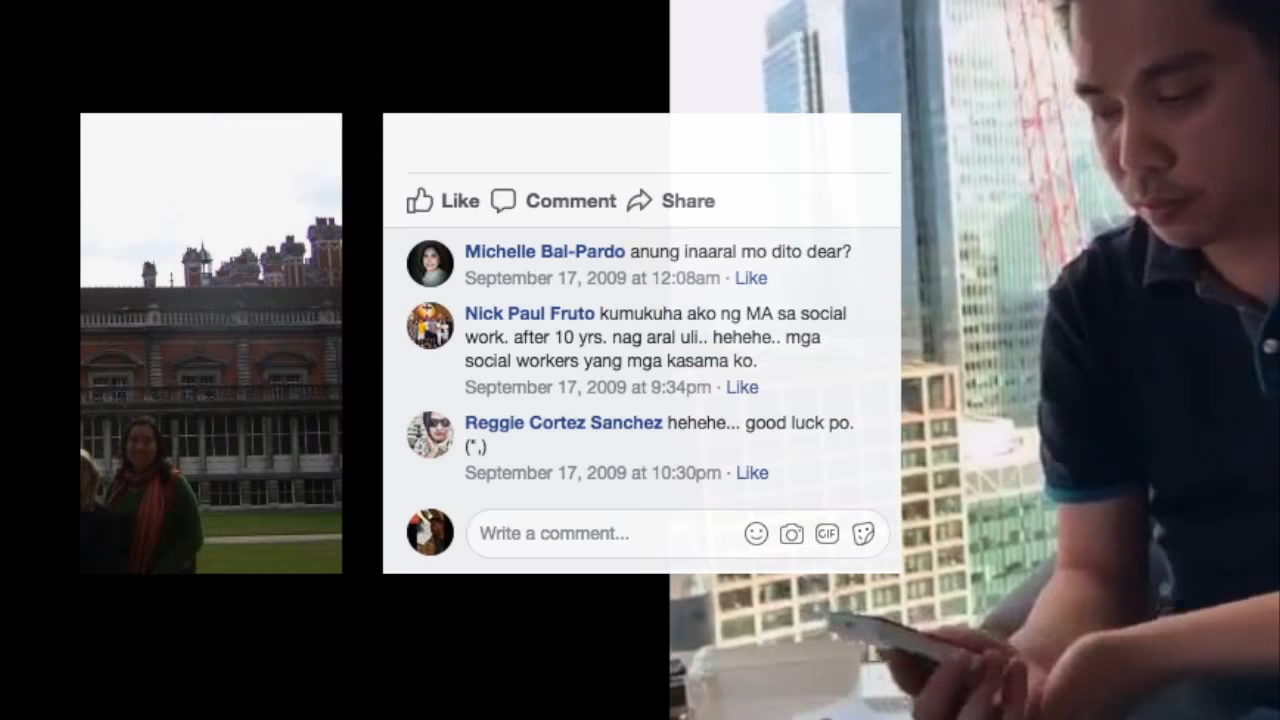 Like Comment Share
Michelle Bal-Pardo anung inaaral mo dito dear?
September 17, 2009 at 12:08am · Like
Nick Paul Fruto kumukuha ako ng MA sa social
work. after 10 yrs. nag aral uli.. hehehe.. mga
social workers yang mga kasama ko.
September 17, 2009 at 9:34pm · Like
Reggie Cortez Sanchez hehehe... good luck po.
(",)
September 17, 2009 at 10:30pm · Like
Write a comment... GIF